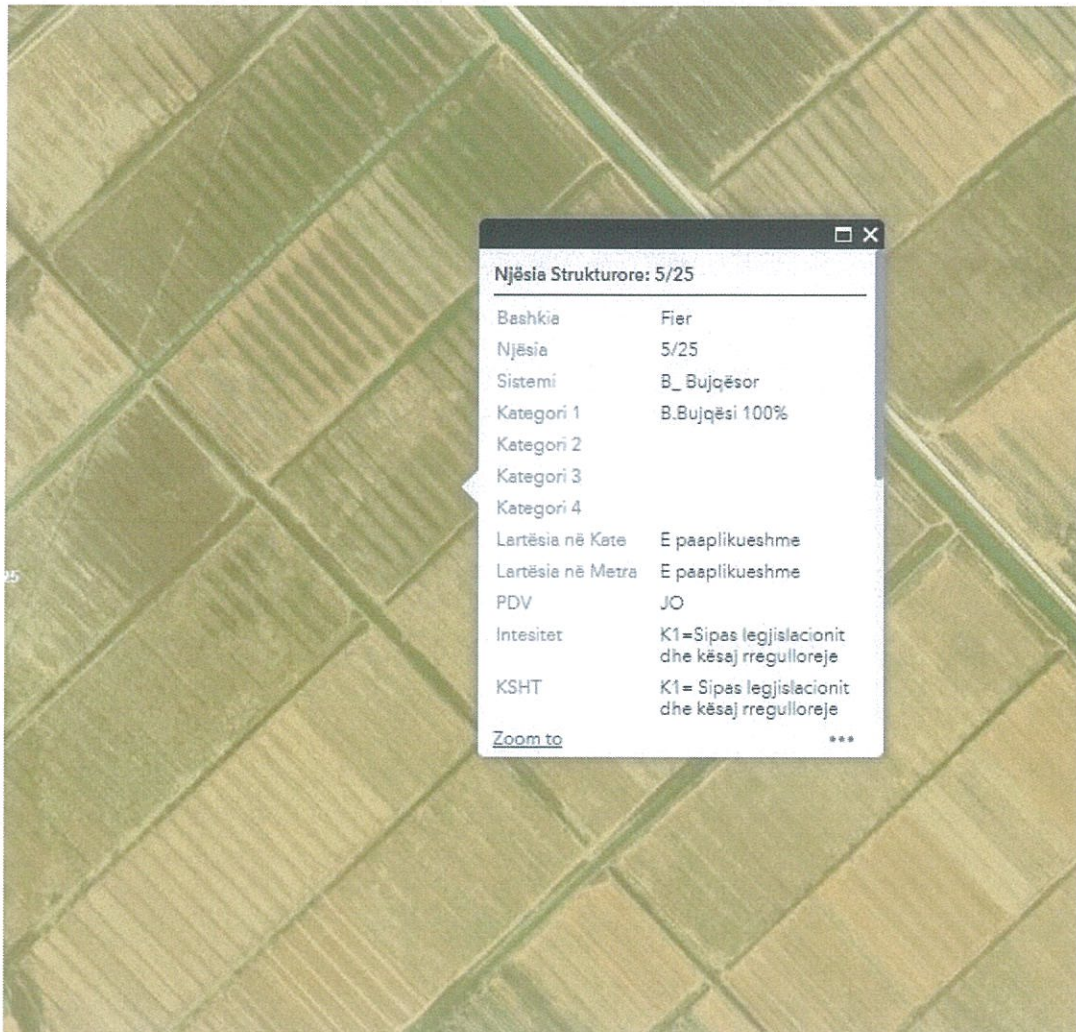 Njësia Strukturore: 5/25
Bashkia Fier
Njësia 5/25
Sistemi B_ Bujqësor
Kategori 1 B.Bujqësi 100%
Kategori 2
Kategori 3
Kategori 4
Lartësia në Kate E paaplikueshme
Lartësia në Metra E paaplikueshme
PDV JO
Intesitet K1=Sipas legjislacionit
dhe kësaj rregulloreje
KSHT K1= Sipas legjislacionit
dhe kësaj rregulloreje
Zoom to
25